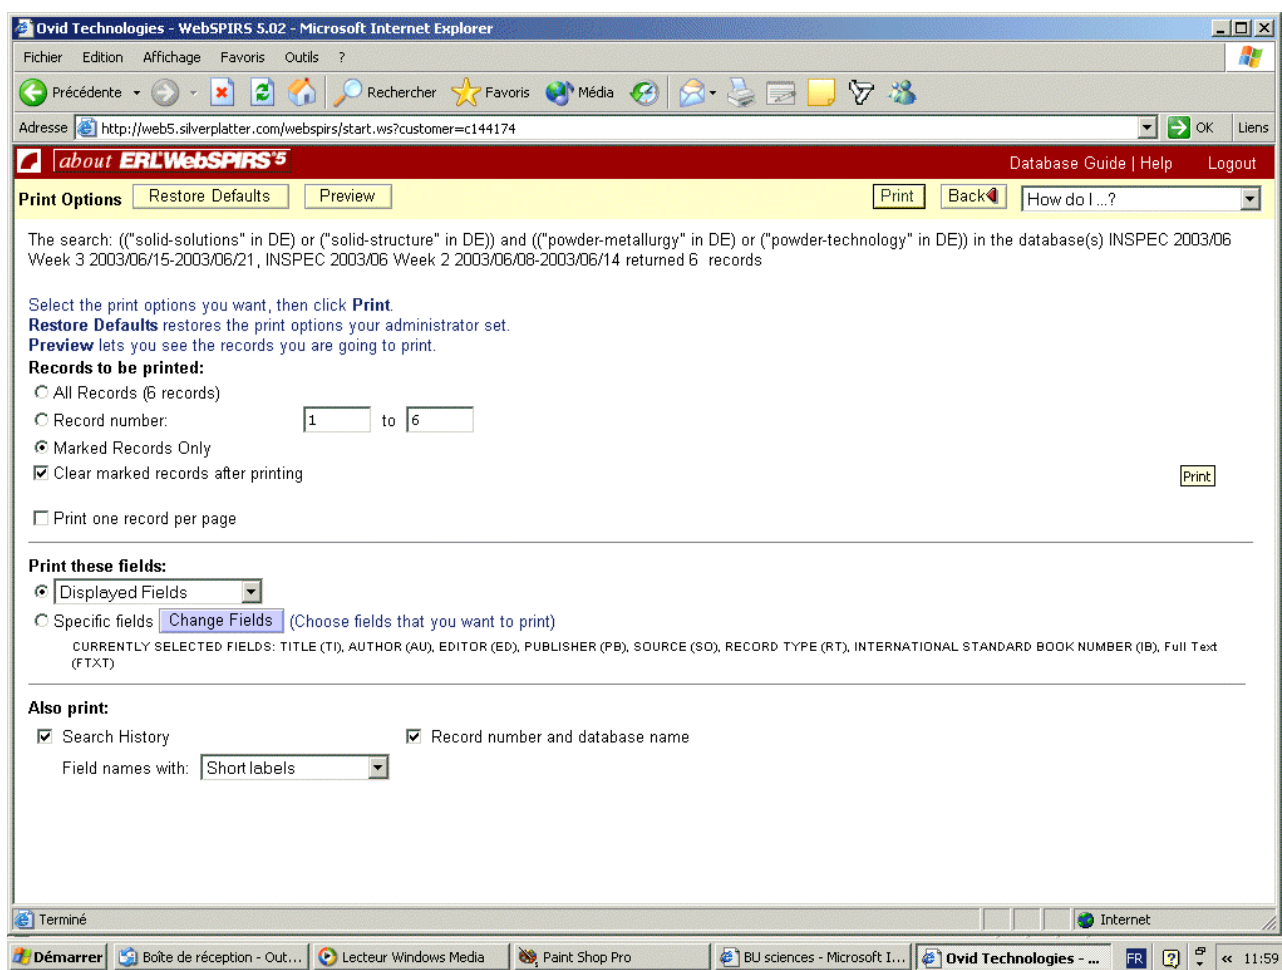 Ovid Technologies - WebSPIRS 5.02 - Microsoft Internet Explorer
Fichier Edition Affichage Favoris Outils ?
Précédente Rechercher Favoris Média
Adresse http://web5.silverplatter.com/webspirs/start.ws?customer=c144174 OK Liens
about ERL WebSPIRS 5 Database Guide | Help Logout
Print Options Restore Defaults Preview Print Back How do I ...?
The search: (("solid-solutions" in DE) or ("solid-structure" in DE)) and (("powder-metallurgy" in DE) or ("powder-technology" in DE)) in the database(s) INSPEC 2003/06
Week 3 2003/06/15-2003/06/21, INSPEC 2003/06 Week 2 2003/06/08-2003/06/14 returned 6 records
Select the print options you want, then click Print.
Restore Defaults restores the print options your administrator set.
Preview lets you see the records you are going to print.
Records to be printed:
All Records (6 records)
Record number: 1 to 6
Marked Records Only
Clear marked records after printing
Print
Print one record per page
Print these fields:
Displayed Fields
Specific fields Change Fields (Choose fields that you want to print)
CURRENTLY SELECTED FIELDS: TITLE (TI), AUTHOR (AU), EDITOR (ED), PUBLISHER (PB), SOURCE (SO), RECORD TYPE (RT), INTERNATIONAL STANDARD BOOK NUMBER (IB), Full Text
(FTXT)
Also print:
Search History Record number and database name
Field names with: Short labels
Terminé Internet
Démarrer Boîte de réception - Out... Lecteur Windows Media Paint Shop Pro BU sciences - Microsoft I... Ovid Technologies - ... FR ? « 11:59